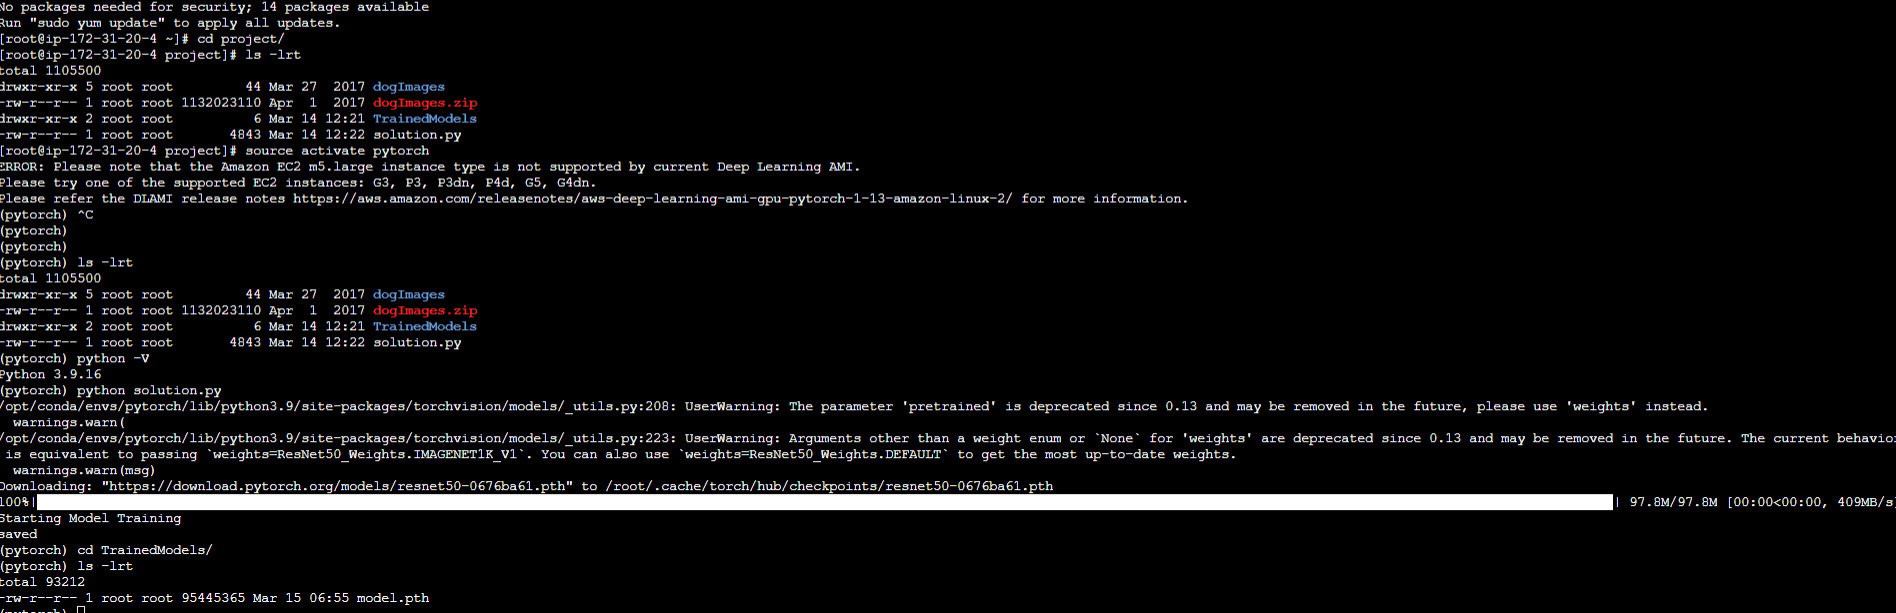 No packages needed for security; 14 packages available
Run "sudo yum update" to apply all updates.
[root@ip-172-31-20-4 ~]# cd project/
[root@ip-172-31-20-4 project]# ls -lrt
total 1105500
drwxr-xr-x 5 root root         44 Mar 27  2017 dogImages
-rw-r--r-- 1 root root 1132023110 Apr  1  2017 dogImages.zip
drwxr-xr-x 2 root root          6 Mar 14 12:21 TrainedModels
-rw-r--r-- 1 root root       4843 Mar 14 12:22 solution.py
[root@ip-172-31-20-4 project]# source activate pytorch
ERROR: Please note that the Amazon EC2 m5.large instance type is not supported by current Deep Learning AMI.
Please try one of the supported EC2 instances: G3, P3, P3dn, P4d, G5, G4dn.
Please refer the DLAMI release notes https://aws.amazon.com/releasenotes/aws-deep-learning-ami-gpu-pytorch-1-13-amazon-linux-2/ for more information.
(pytorch) ^C
(pytorch)
(pytorch)
(pytorch) ls -lrt
total 1105500
drwxr-xr-x 5 root root         44 Mar 27  2017 dogImages
-rw-r--r-- 1 root root 1132023110 Apr  1  2017 dogImages.zip
drwxr-xr-x 2 root root          6 Mar 14 12:21 TrainedModels
-rw-r--r-- 1 root root       4843 Mar 14 12:22 solution.py
(pytorch) python -V
Python 3.9.16
(pytorch) python solution.py
/opt/conda/envs/pytorch/lib/python3.9/site-packages/torchvision/models/_utils.py:208: UserWarning: The parameter 'pretrained' is deprecated since 0.13 and may be removed in the future, please use 'weights' instead.
  warnings.warn(
/opt/conda/envs/pytorch/lib/python3.9/site-packages/torchvision/models/_utils.py:223: UserWarning: Arguments other than a weight enum or `None` for 'weights' are deprecated since 0.13 and may be removed in the future. The current behavio
 is equivalent to passing `weights=ResNet50_Weights.IMAGENET1K_V1`. You can also use `weights=ResNet50_Weights.DEFAULT` to get the most up-to-date weights.
  warnings.warn(msg)
Downloading: "https://download.pytorch.org/models/resnet50-0676ba61.pth" to /root/.cache/torch/hub/checkpoints/resnet50-0676ba61.pth
100%| | 97.8M/97.8M [00:00<00:00, 409MB/s]
Starting Model Training
saved
(pytorch) cd TrainedModels/
(pytorch) ls -lrt
total 93212
-rw-r--r-- 1 root root 95445365 Mar 15 06:55 model.pth
(pytorch)